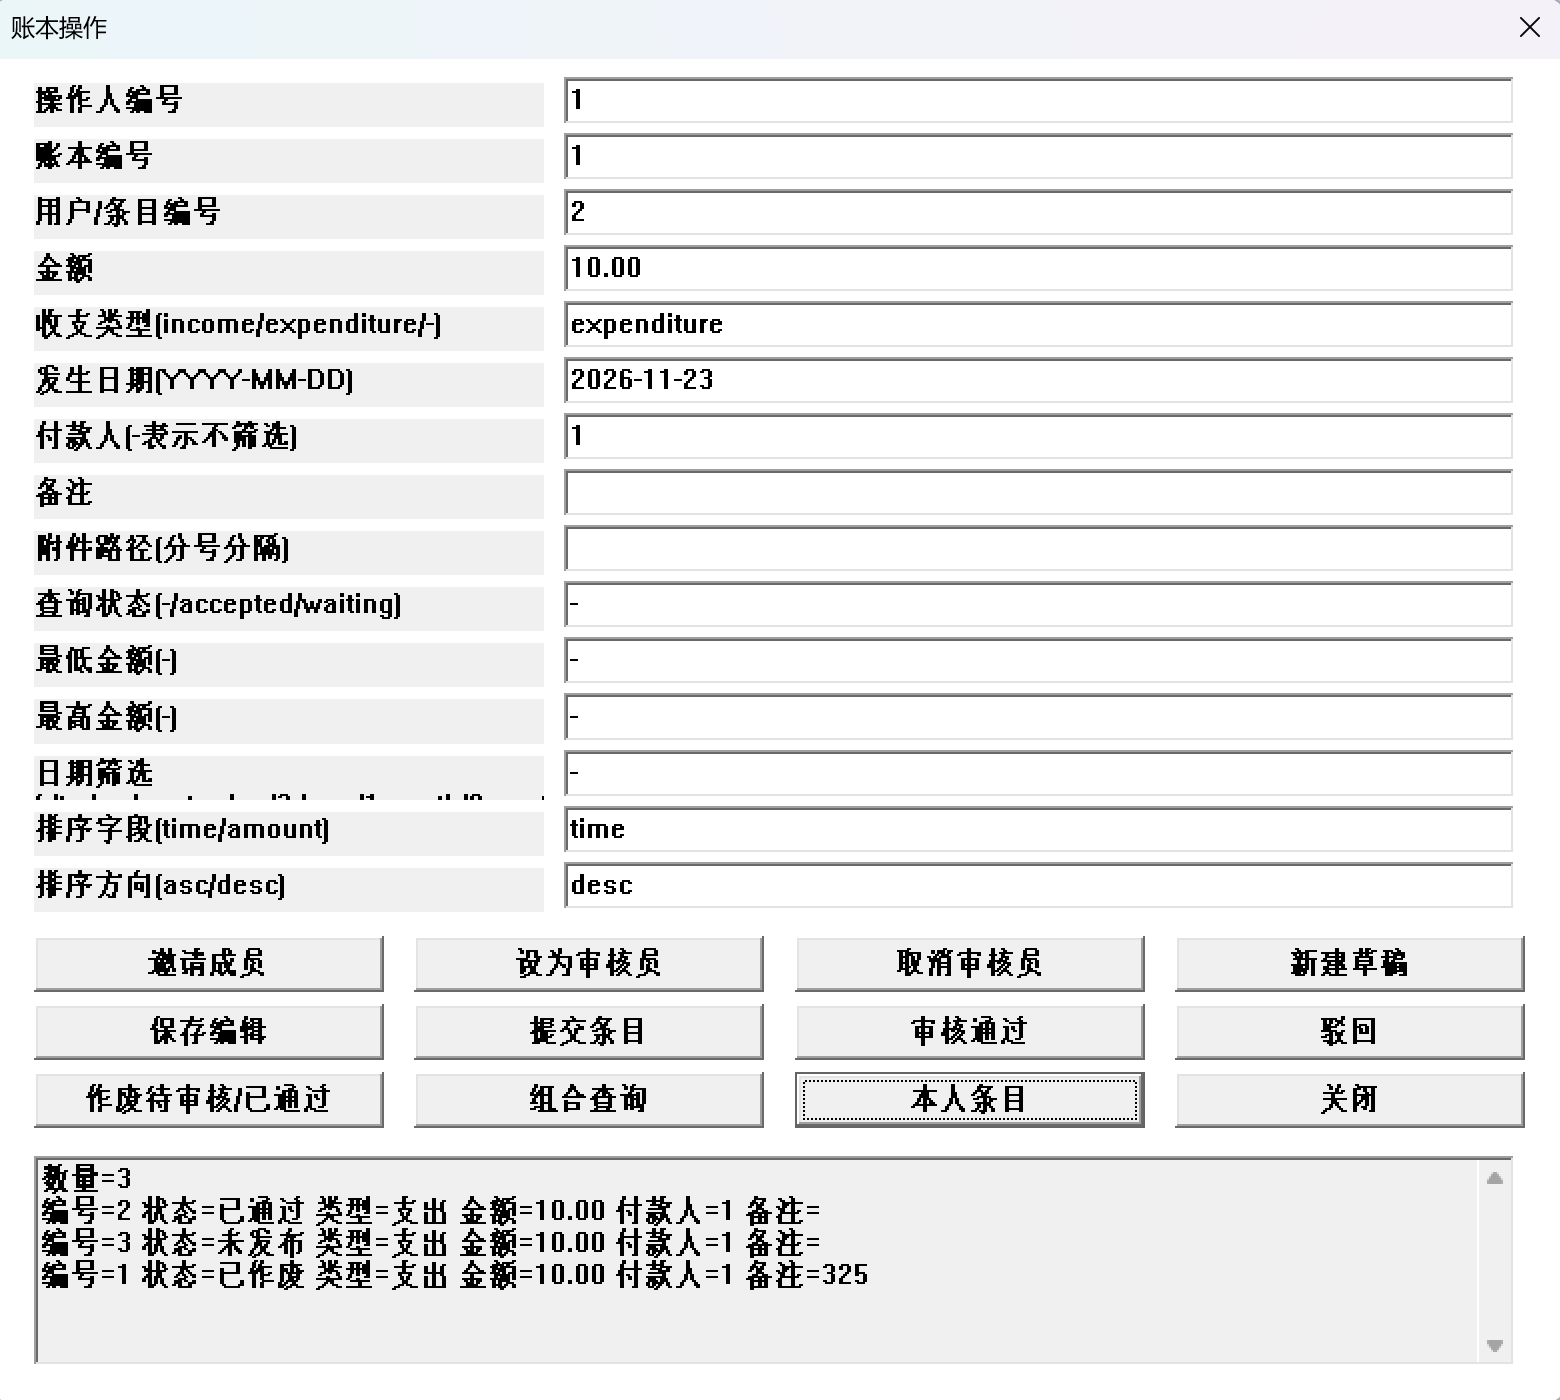 账本操作
操作人编号 1
账本编号 1
用户/条目编号 2
金额 10.00
收支类型(income/expenditure/-) expenditure
发生日期(YYYY-MM-DD) 2026-11-23
付款人(-表示不筛选) 1
备注
附件路径(分号分隔)
查询状态(-/accepted/waiting) -
最低金额(-) -
最高金额(-) -
日期筛选 -
排序字段(time/amount) time
排序方向(asc/desc) desc
邀请成员 设为审核员 取消审核员 新建草稿
保存编辑 提交条目 审核通过 驳回
作废待审核/已通过 组合查询 本人条目 关闭
数量=3
编号=2 状态=已通过 类型=支出 金额=10.00 付款人=1 备注=
编号=3 状态=未发布 类型=支出 金额=10.00 付款人=1 备注=
编号=1 状态=已作废 类型=支出 金额=10.00 付款人=1 备注=325